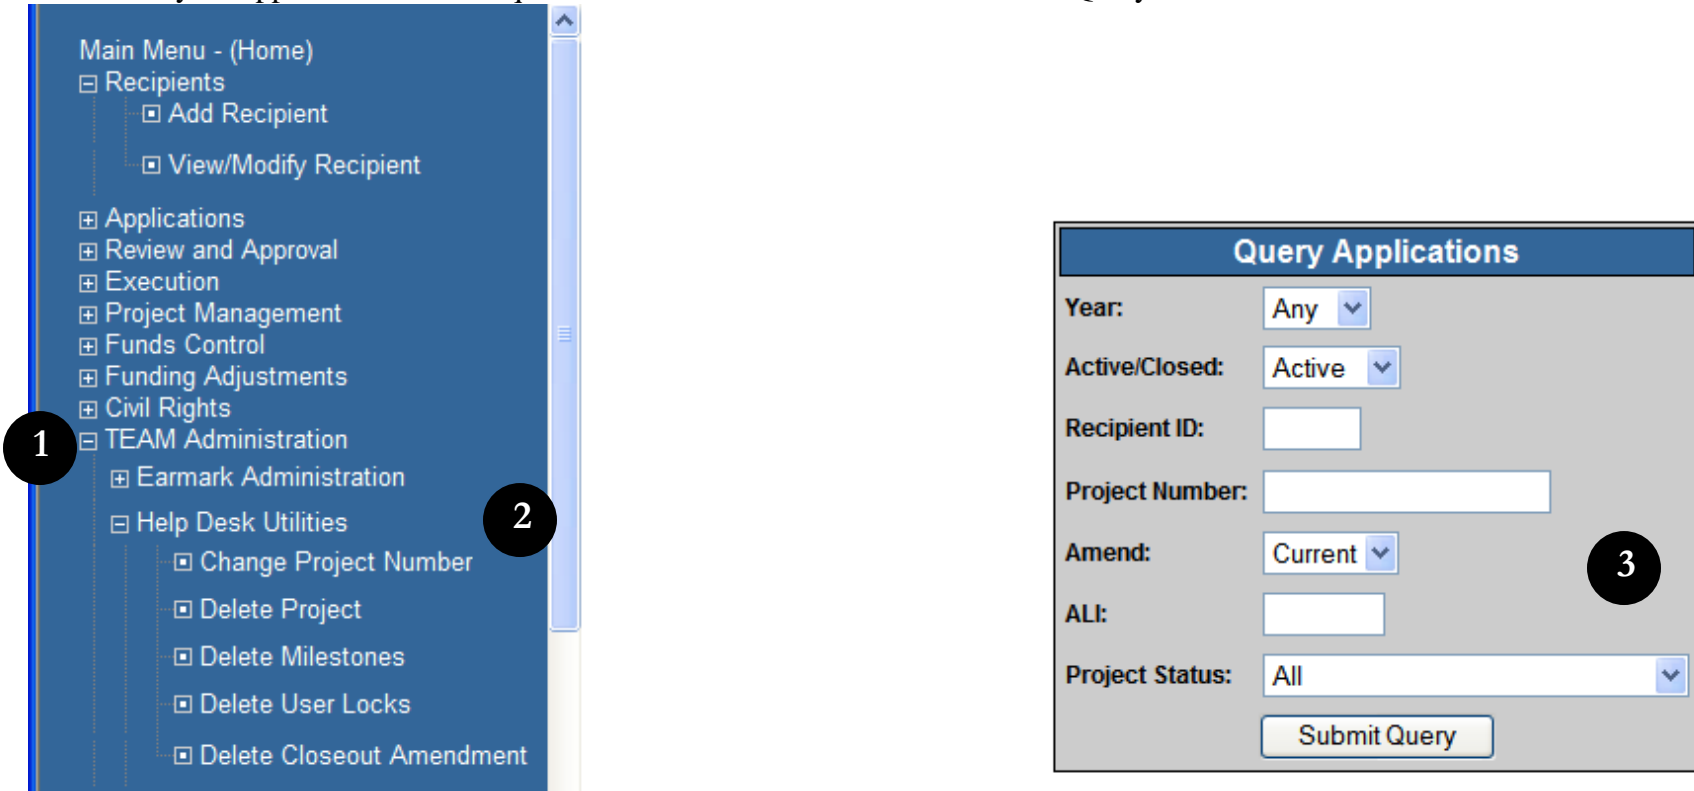 Main Menu - (Home)
Recipients
Add Recipient
View/Modify Recipient
Applications
Review and Approval
Execution
Project Management
Funds Control
Funding Adjustments
Civil Rights
1
TEAM Administration
Earmark Administration
2
Help Desk Utilities
Change Project Number
Delete Project
Delete Milestones
Delete User Locks
Delete Closeout Amendment
Query Applications
Year: Any
Active/Closed: Active
Recipient ID:
Project Number:
Amend: Current
3
ALI:
Project Status: All
Submit Query